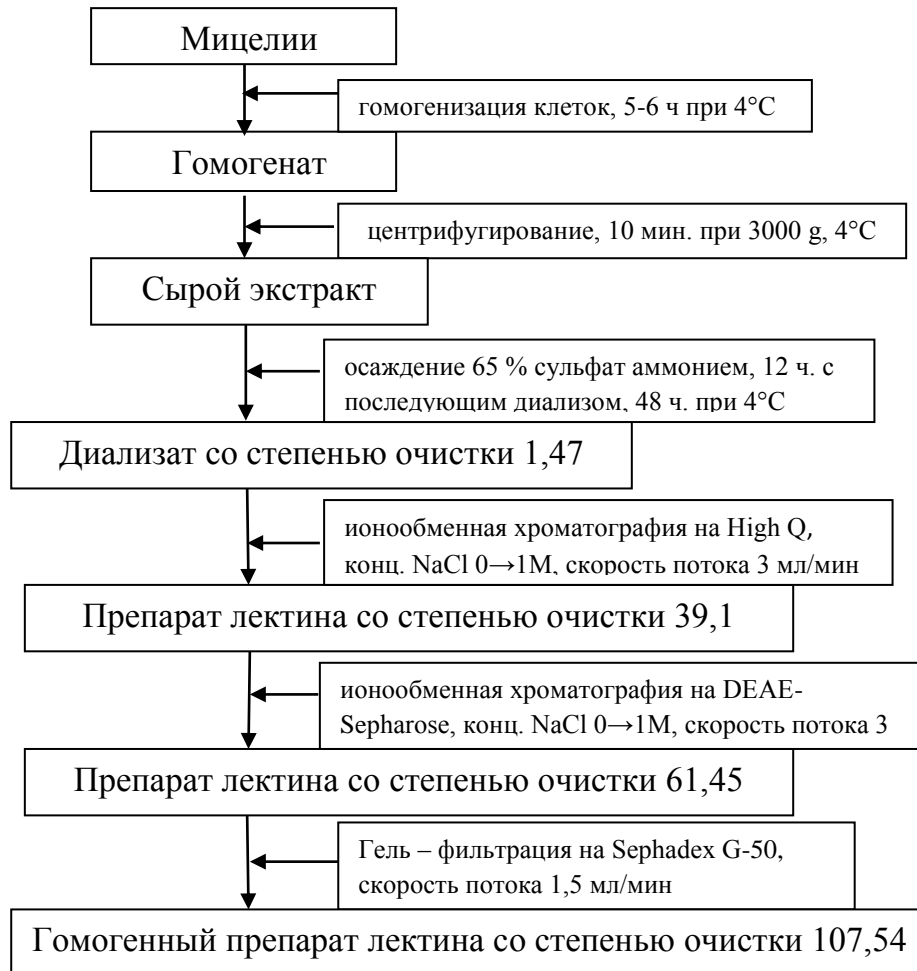 Мицелии
гомогенизация клеток, 5-6 ч при 4°С
Гомогенат
центрифугирование, 10 мин. при 3000 g, 4°С
Сырой экстракт
осаждение 65 % сульфат аммонием, 12 ч. с
последующим диализом, 48 ч. при 4°С
Диализат со степенью очистки 1,47
ионообменная хроматография на High Q,
конц. NaCl 0→1М, скорость потока 3 мл/мин
Препарат лектина со степенью очистки 39,1
ионообменная хроматография на DEAE-
Sepharose, конц. NaCl 0→1М, скорость потока 3
Препарат лектина со степенью очистки 61,45
Гель – фильтрация на Sephadex G-50,
скорость потока 1,5 мл/мин
Гомогенный препарат лектина со степенью очистки 107,54